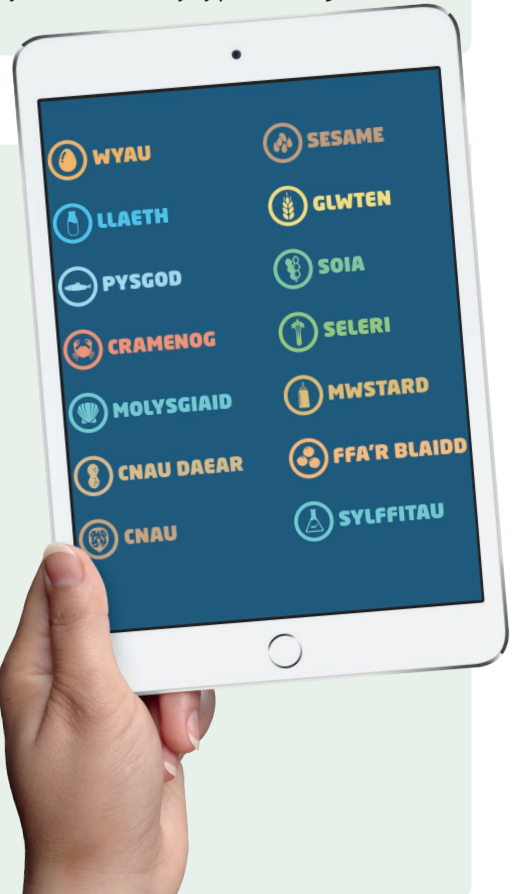 WYAU
LLAETH
PYSGOD
CRAMENOG
MOLYSGIAID
CNAU DAEAR
CNAU
SESAME
GLWTEN
SOIA
SELERI
MWSTARD
FFA'R BLAIDD
SYLFFITAU